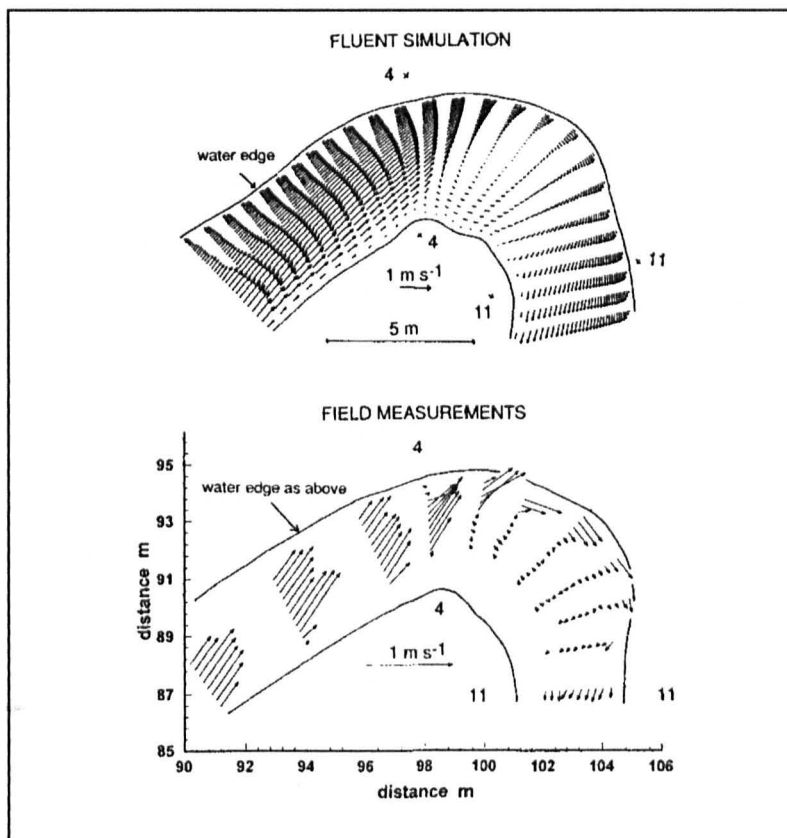 FLUENT SIMULATION
4
water edge
4
1 m s-1
11
11
5 m
FIELD MEASUREMENTS
4
95
water edge as above
93
91
distance m
89
4
1 m s-1
87
11
11
85
90
92
94
96
98
100
102
104
106
distance m